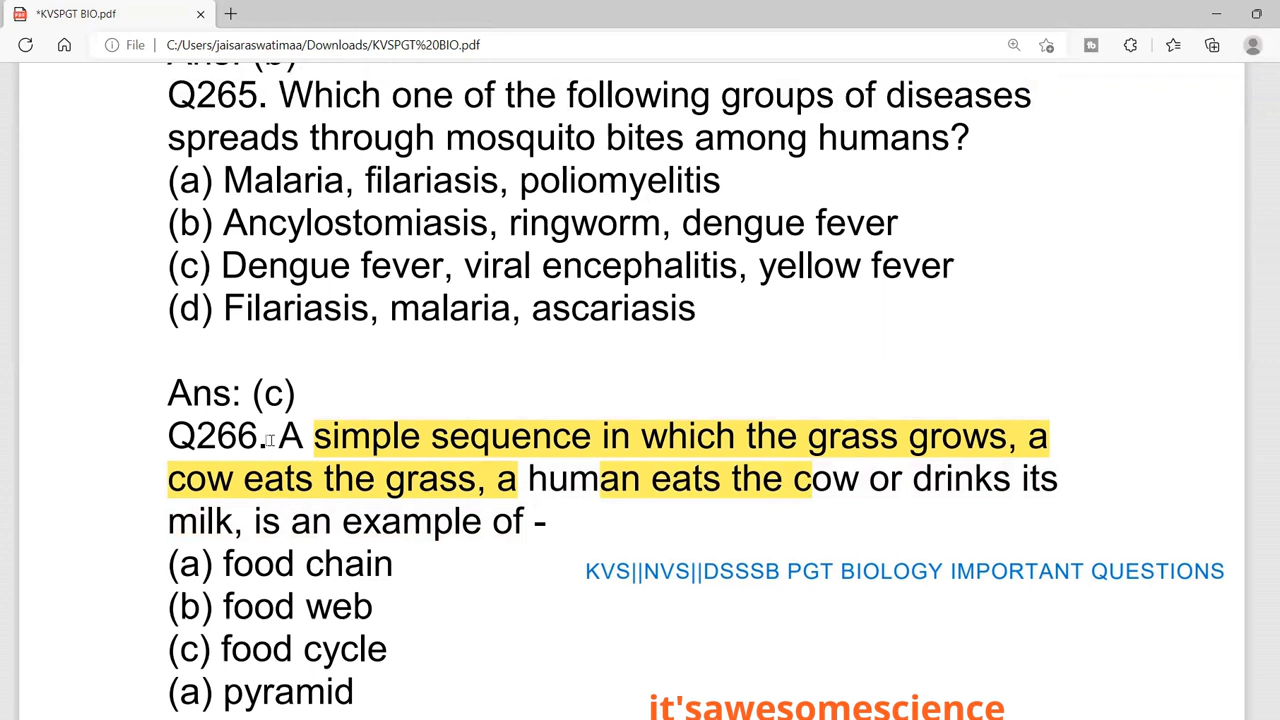 *KVSPGT BIO.pdf
File C:/Users/jaisaraswatimaa/Downloads/KVSPGT%20BIO.pdf
Ans: (b)
Q265. Which one of the following groups of diseases
spreads through mosquito bites among humans?
(a) Malaria, filariasis, poliomyelitis
(b) Ancylostomiasis, ringworm, dengue fever
(c) Dengue fever, viral encephalitis, yellow fever
(d) Filariasis, malaria, ascariasis
Ans: (c)
Q266. A simple sequence in which the grass grows, a
cow eats the grass, a human eats the cow or drinks its
milk, is an example of -
(a) food chain
KVS||NVS||DSSSB PGT BIOLOGY IMPORTANT QUESTIONS
(b) food web
(c) food cycle
(a) pyramid
it'sawesomescience